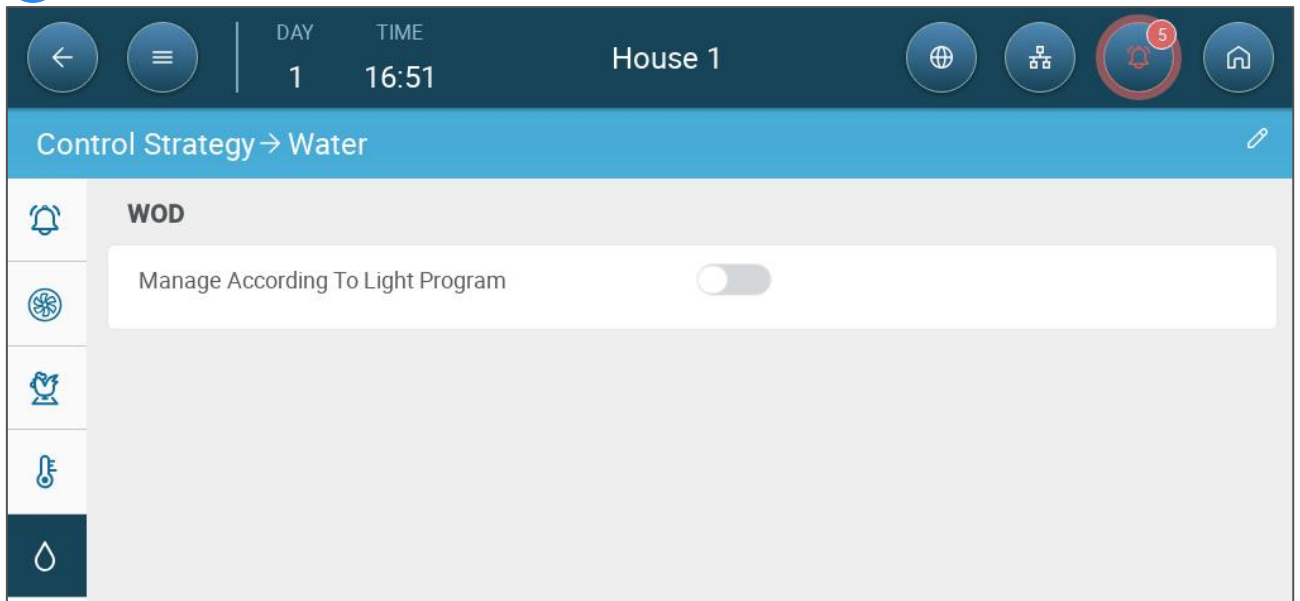 DAY TIME
1 16:51
House 1
5
Control Strategy → Water
WOD
Manage According To Light Program